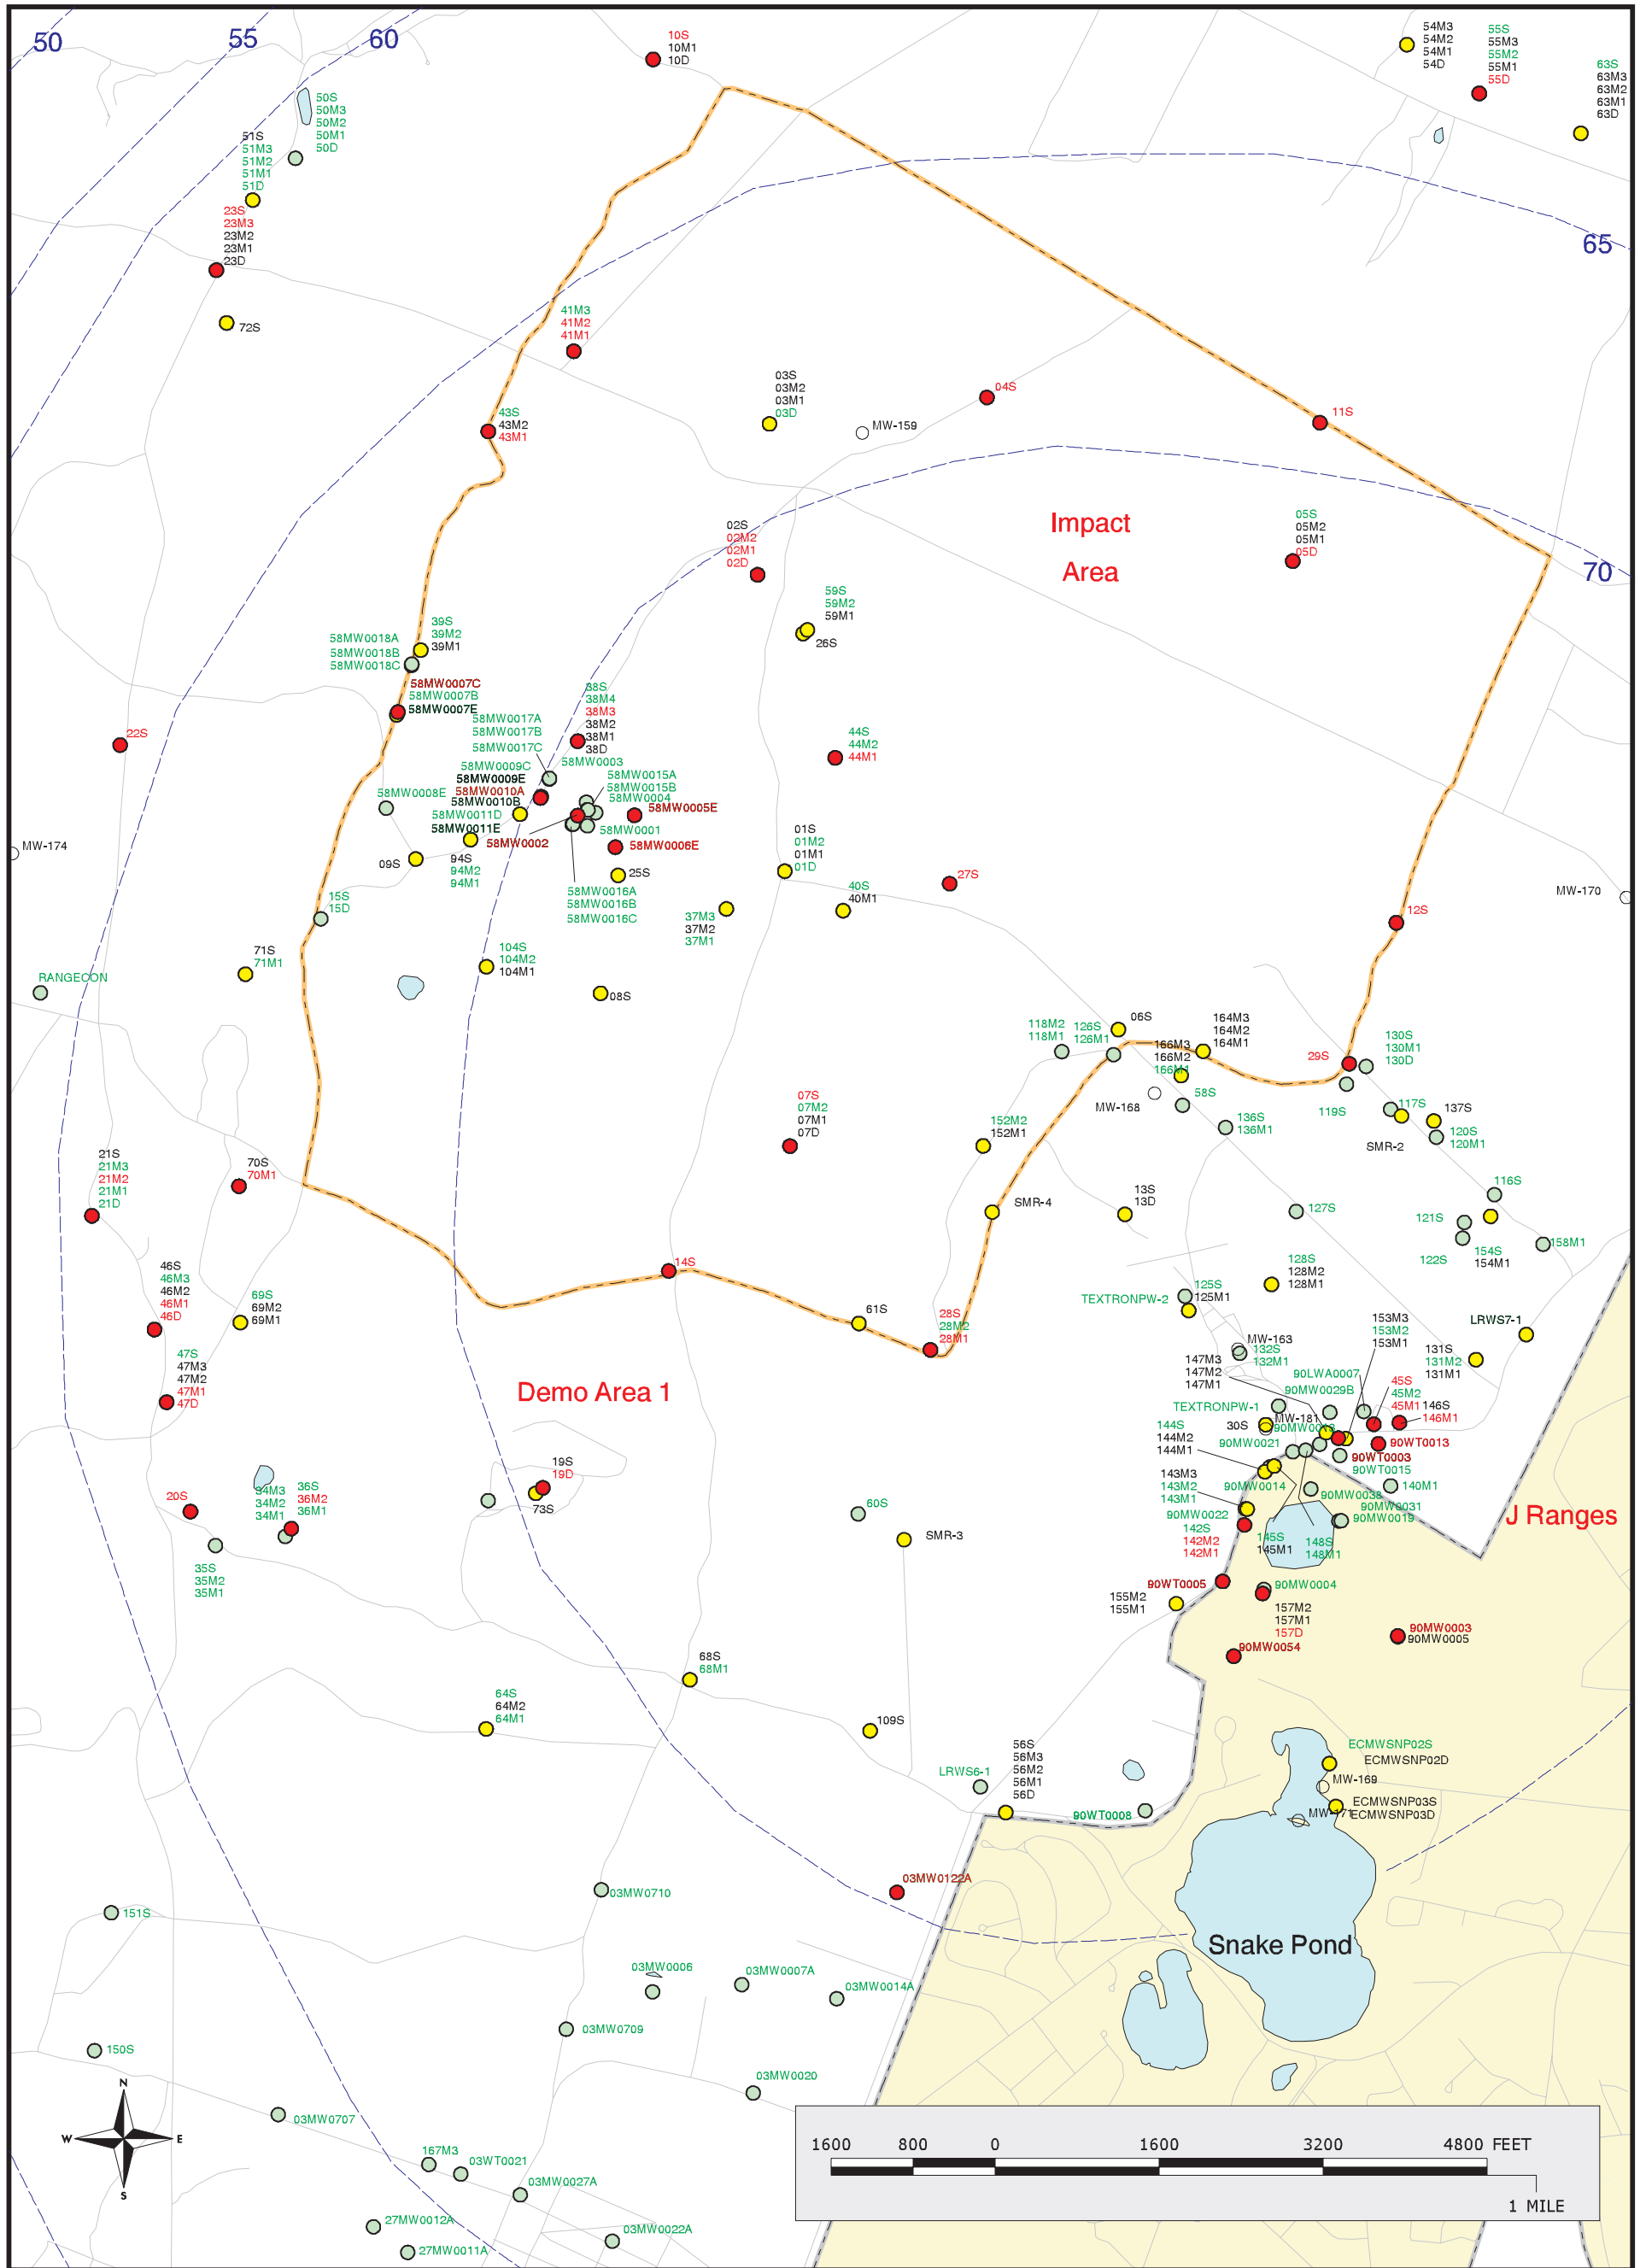 50
55
60
10S
10M1
10D
54M3
54M2
54M1
54D
55S
55M3
55M2
55M1
55D
63S
63M3
63M2
63M1
63D
50S
50M3
50M2
50M1
50D
51S
51M3
51M2
51M1
51D
23S
23M3
23M2
23M1
23D
65
72S
41M3
41M2
41M1
03S
03M2
03M1
03D
04S
MW-159
11S
43S
43M2
43M1
Impact
Area
02S
02M2
02M1
02D
05S
05M2
05M1
05D
70
59S
59M2
59M1
26S
39S
39M2
39M1
58MW0018A
58MW0018B
58MW0018C
58MW0007C
58MW0007B
58MW0007E
38S
38M4
38M3
38M2
38M1
38D
58MW0017A
58MW0017B
58MW0017C
22S
44S
44M2
44M1
58MW0003
58MW0009C
58MW0009E
58MW0010A
58MW0010B
58MW0011D
58MW0011E
58MW0015A
58MW0015B
58MW0004
58MW0008E
58MW0005E
58MW0001
58MW0002
58MW0006E
MW-174
01S
01M2
01M1
01D
09S
94S
94M2
94M1
25S
27S
40S
40M1
MW-170
58MW0016A
58MW0016B
58MW0016C
15S
15D
37M3
37M2
37M1
12S
71S
71M1
104S
104M2
104M1
RANGECON
08S
06S
118M2
118M1
126S
126M1
164M3
164M2
164M1
166M3
166M2
166M1
29S
130S
130M1
130D
MW-168
58S
119S
117S
137S
136S
136M1
120S
120M1
SMR-2
07S
07M2
07M1
07D
152M2
152M1
21S
21M3
21M2
21M1
21D
70S
70M1
116S
13S
13D
SMR-4
127S
121S
122S
154S
154M1
158M1
14S
46S
46M3
46M2
46M1
46D
128S
128M2
128M1
125S
125M1
TEXTRONPW-2
69S
69M2
69M1
61S
28S
28M2
28M1
153M3
153M2
153M1
LRWS7-1
MW-163
132S
132M1
47S
47M3
47M2
47M1
47D
147M3
147M2
147M1
131S
131M2
131M1
90LWA0007
90MW0029B
45S
45M2
45M1
Demo Area 1
TEXTRONPW-1
146S
146M1
MW-181
30S
144S
144M2
144M1
90MW0021
90WT0013
90WT0003
90WT0015
19S
19D
73S
143M3
143M2
143M1
90MW0014
140M1
20S
34M3
34M2
34M1
36S
36M2
36M1
60S
90MW0038
90MW0031
90MW0019
90MW0022
142S
142M2
142M1
J Ranges
SMR-3
145S
145M1
148S
148M1
35S
35M2
35M1
90WT0005
90MW0004
155M2
155M1
157M2
157M1
157D
90MW0003
90MW0005
90MW0054
68S
68M1
64S
64M2
64M1
109S
56S
56M3
56M2
56M1
56D
ECMWSNP02S
ECMWSNP02D
LRWS6-1
MW-169
90WT0008
ECMWSNP03S
ECMWSNP03D
MW-171
03MW0122A
03MW0710
151S
Snake Pond
03MW0006
03MW0007A
03MW0014A
03MW0709
150S
03MW0020
N
W
E
S
03MW0707
167M3
03WT0021
03MW0027A
27MW0012A
03MW0022A
27MW0011A
1600
800
0
1600
3200
4800 FEET
1 MILE